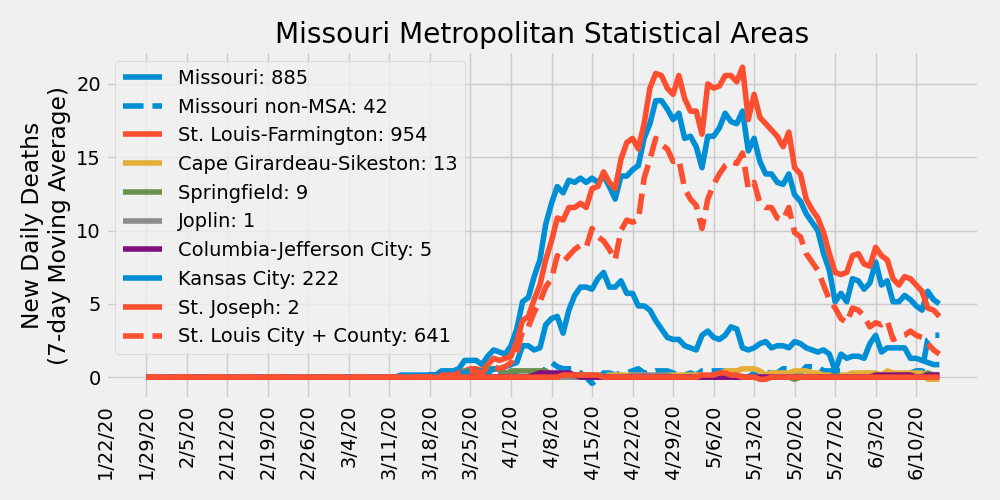 Missouri Metropolitan Statistical Areas
New Daily Deaths
(7-day Moving Average)
20
15
10
5
0
Missouri: 885
Missouri non-MSA: 42
St. Louis-Farmington: 954
Cape Girardeau-Sikeston: 13
Springfield: 9
Joplin: 1
Columbia-Jefferson City: 5
Kansas City: 222
St. Joseph: 2
St. Louis City + County: 641
1/22/20
1/29/20
2/5/20
2/12/20
2/19/20
2/26/20
3/4/20
3/11/20
3/18/20
3/25/20
4/1/20
4/8/20
4/15/20
4/22/20
4/29/20
5/6/20
5/13/20
5/20/20
5/27/20
6/3/20
6/10/20